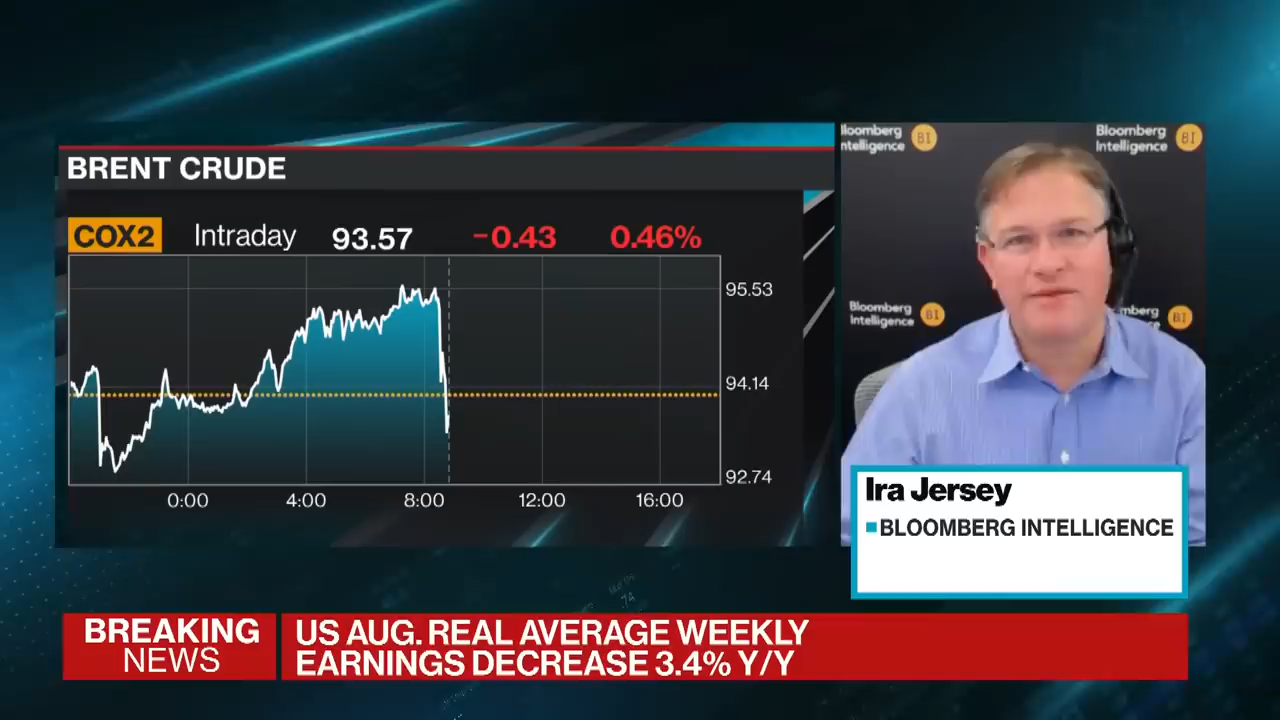 BRENT CRUDE
COX2 Intraday 93.57 -0.43 0.46%
95.53
94.14
92.74
0:00 4:00 8:00 12:00 16:00
Bloomberg BI
Intelligence
Bloomberg BI
Intelligence
Bloomberg BI
Intelligence
BI
Ira Jersey
BLOOMBERG INTELLIGENCE
BREAKING
NEWS
US AUG. REAL AVERAGE WEEKLY
EARNINGS DECREASE 3.4% Y/Y